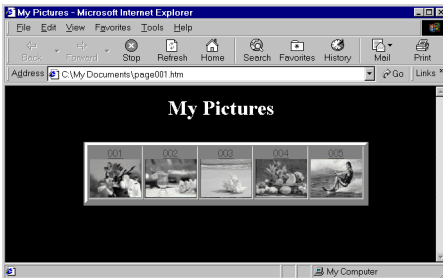 My Pictures - Microsoft Internet Explorer
File Edit View Favorites Tools Help
Back Forward Stop Refresh Home Search Favorites History Mail Print
Address C:\My Documents\page001.htm Go Links
My Pictures
001 002 003 004 005
My Computer